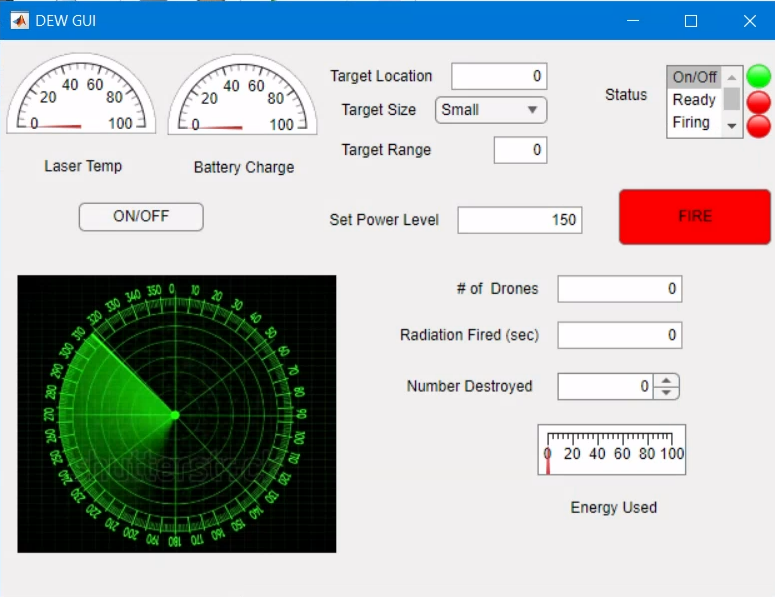 DEW GUI
0 20 40 60 80 100
Laser Temp
0 20 40 60 80 100
Battery Charge
Target Location 0
Target Size Small
Target Range 0
Status
On/Off
Ready
Firing
ON/OFF
Set Power Level 150
FIRE
0 10 20 30 40 50 60 70 80 90 100 110 120 130 140 150 160 170 180 190 200 210 220 230 240 250 260 270 280 290 300 310 320 330 340 350
shutterstock
# of Drones 0
Radiation Fired (sec) 0
Number Destroyed 0
0 20 40 60 80 100
Energy Used